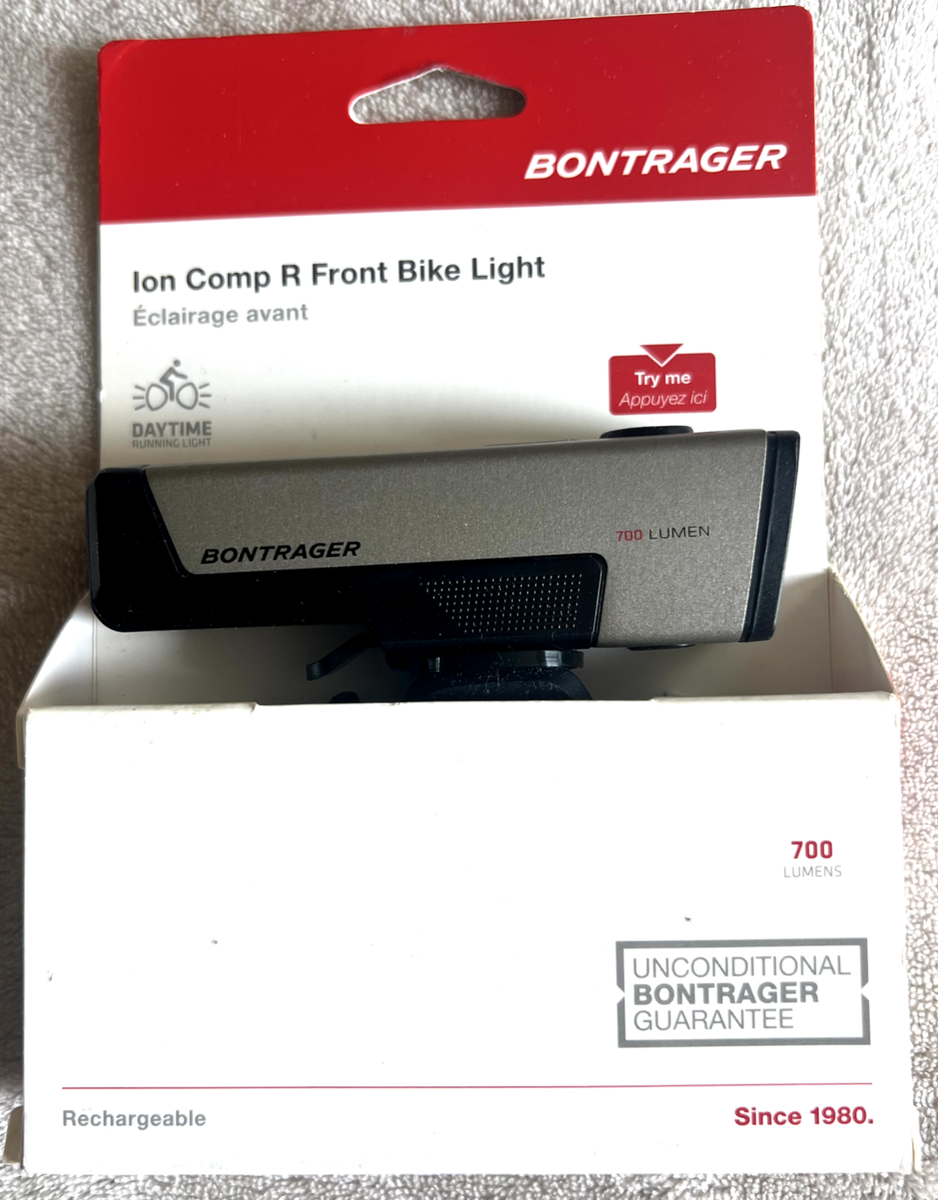 BONTRAGER
Ion Comp R Front Bike Light
Éclairage avant
Try me
Appuyez ici
DAYTIME
RUNNING LIGHT
700 LUMEN
BONTRAGER
700
LUMENS
UNCONDITIONAL
BONTRAGER
GUARANTEE
Rechargeable
Since 1980.